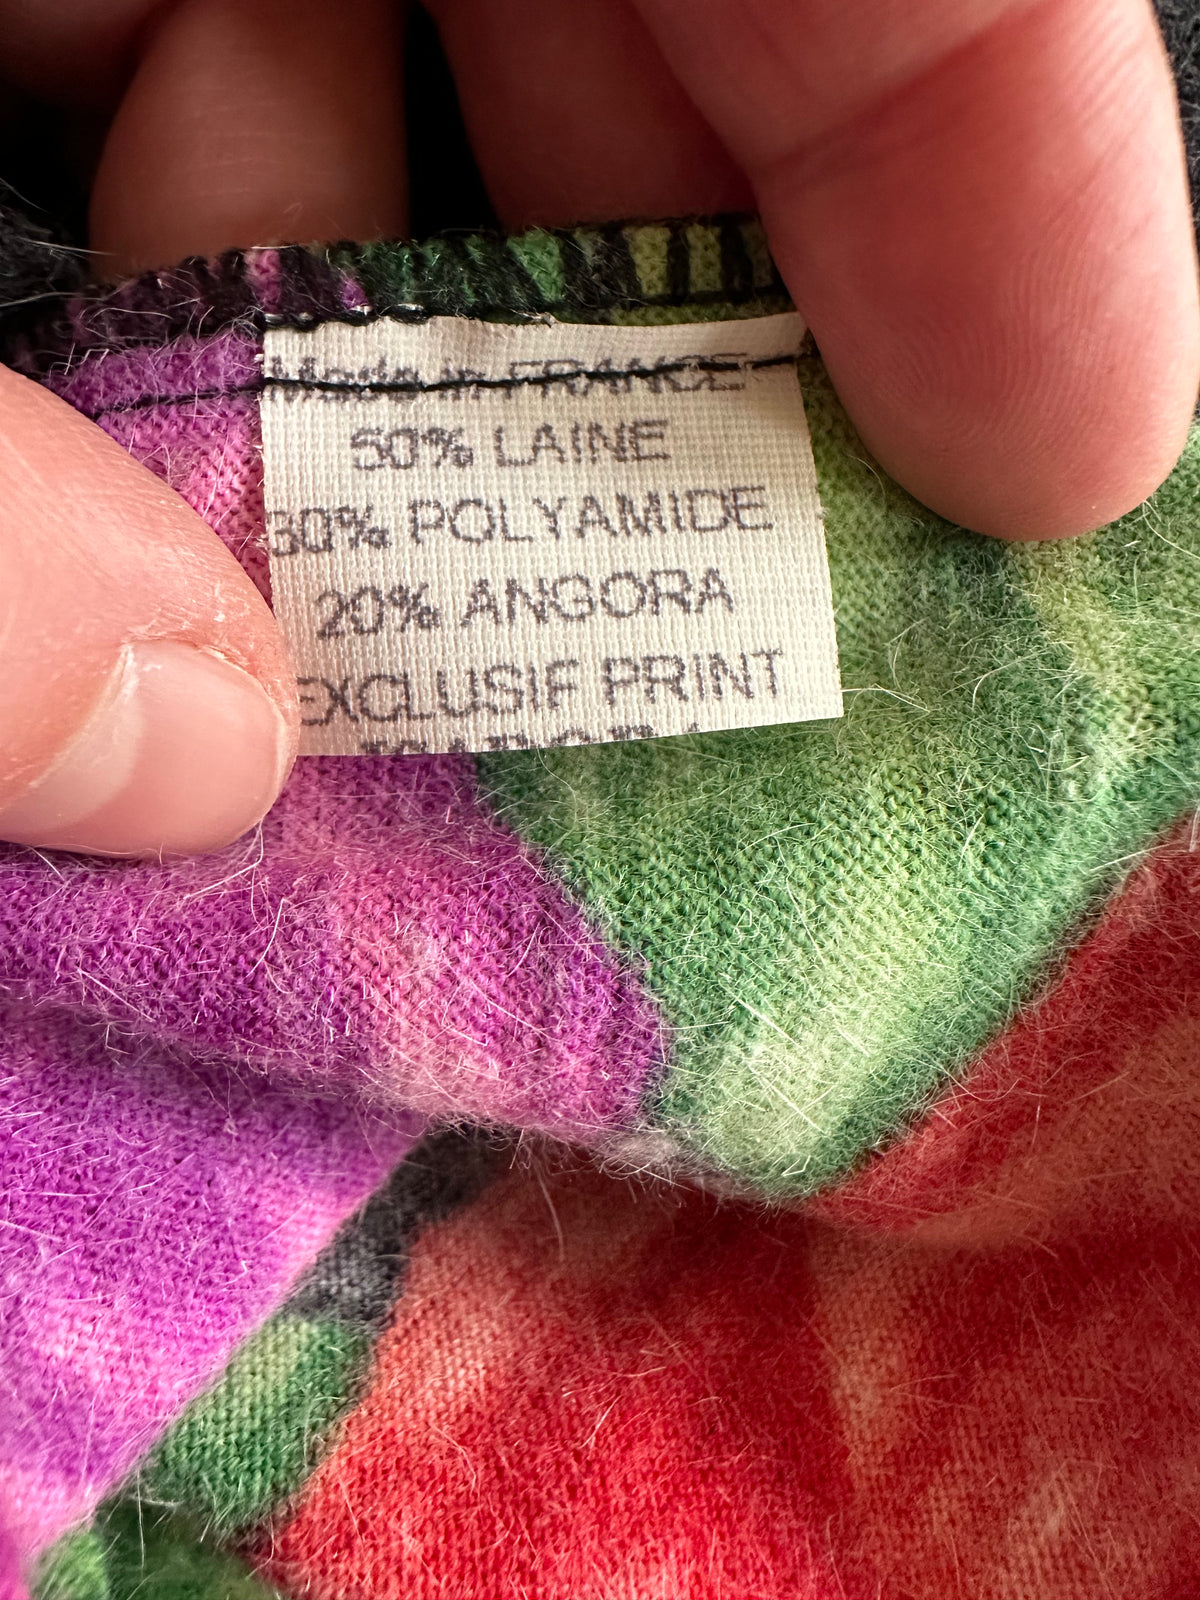 Made in FRANCE
50% LAINE
30% POLYAMIDE
20% ANGORA
EXCLUSIF PRINT